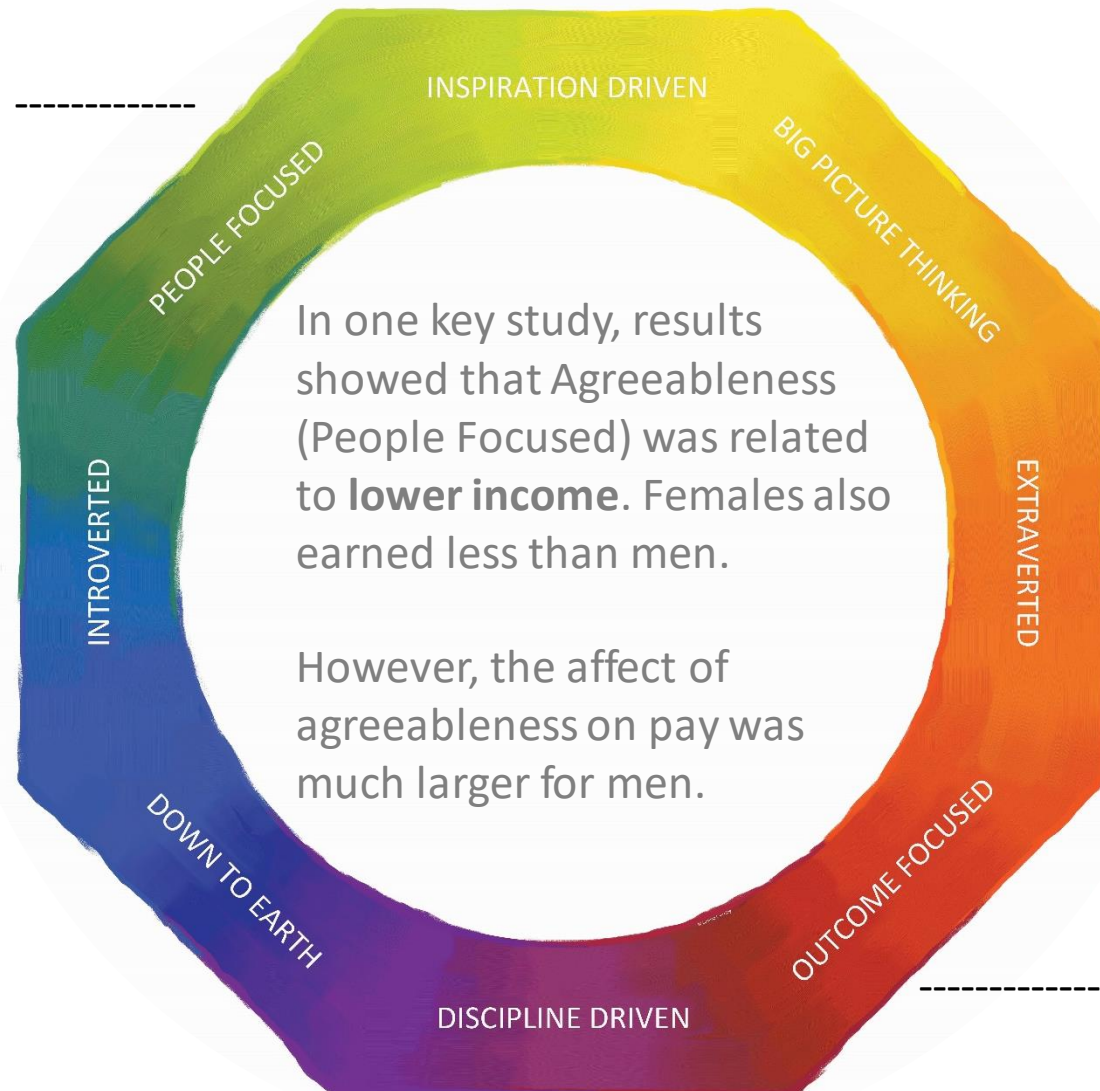 -------------
INSPIRATION DRIVEN
BIG PICTURE THINKING
PEOPLE FOCUSED
In one key study, results
showed that Agreeableness
(People Focused) was related
to lower income. Females also
earned less than men.
However, the affect of
agreeableness on pay was
much larger for men.
INTROVERTED
EXTRAVERTED
DOWN TO EARTH
OUTCOME FOCUSED
DISCIPLINE DRIVEN
-------------